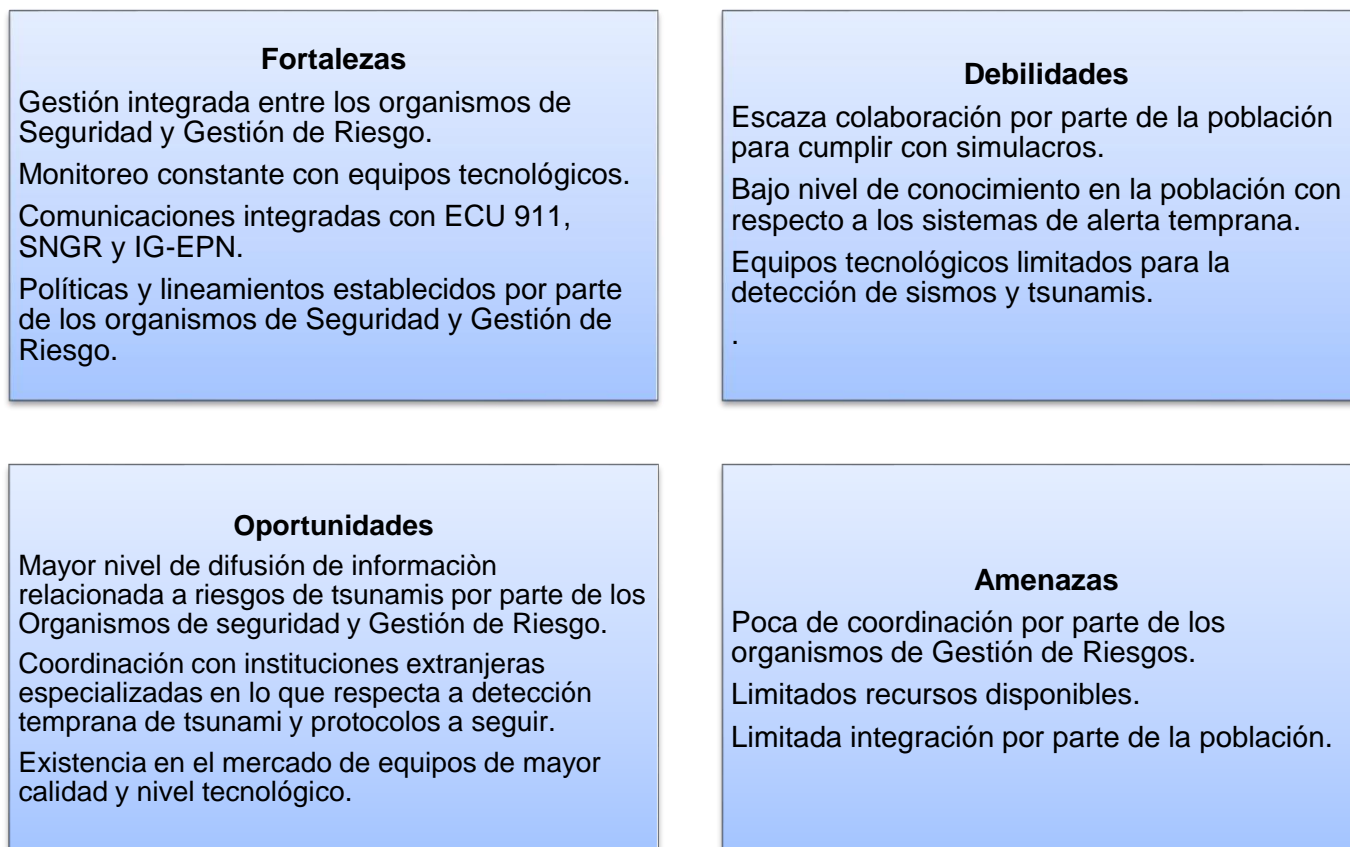 Fortalezas
Gestión integrada entre los organismos de
Seguridad y Gestión de Riesgo.
Monitoreo constante con equipos tecnológicos.
Comunicaciones integradas con ECU 911,
SNGR y IG-EPN.
Políticas y lineamientos establecidos por parte
de los organismos de Seguridad y Gestión de
Riesgo.
Debilidades
Escaza colaboración por parte de la población
para cumplir con simulacros.
Bajo nivel de conocimiento en la población con
respecto a los sistemas de alerta temprana.
Equipos tecnológicos limitados para la
detección de sismos y tsunamis.
.
Oportunidades
Mayor nivel de difusión de informaciòn
relacionada a riesgos de tsunamis por parte de los
Organismos de seguridad y Gestión de Riesgo.
Coordinación con instituciones extranjeras
especializadas en lo que respecta a detección
temprana de tsunami y protocolos a seguir.
Existencia en el mercado de equipos de mayor
calidad y nivel tecnológico.
Amenazas
Poca de coordinación por parte de los
organismos de Gestión de Riesgos.
Limitados recursos disponibles.
Limitada integración por parte de la población.